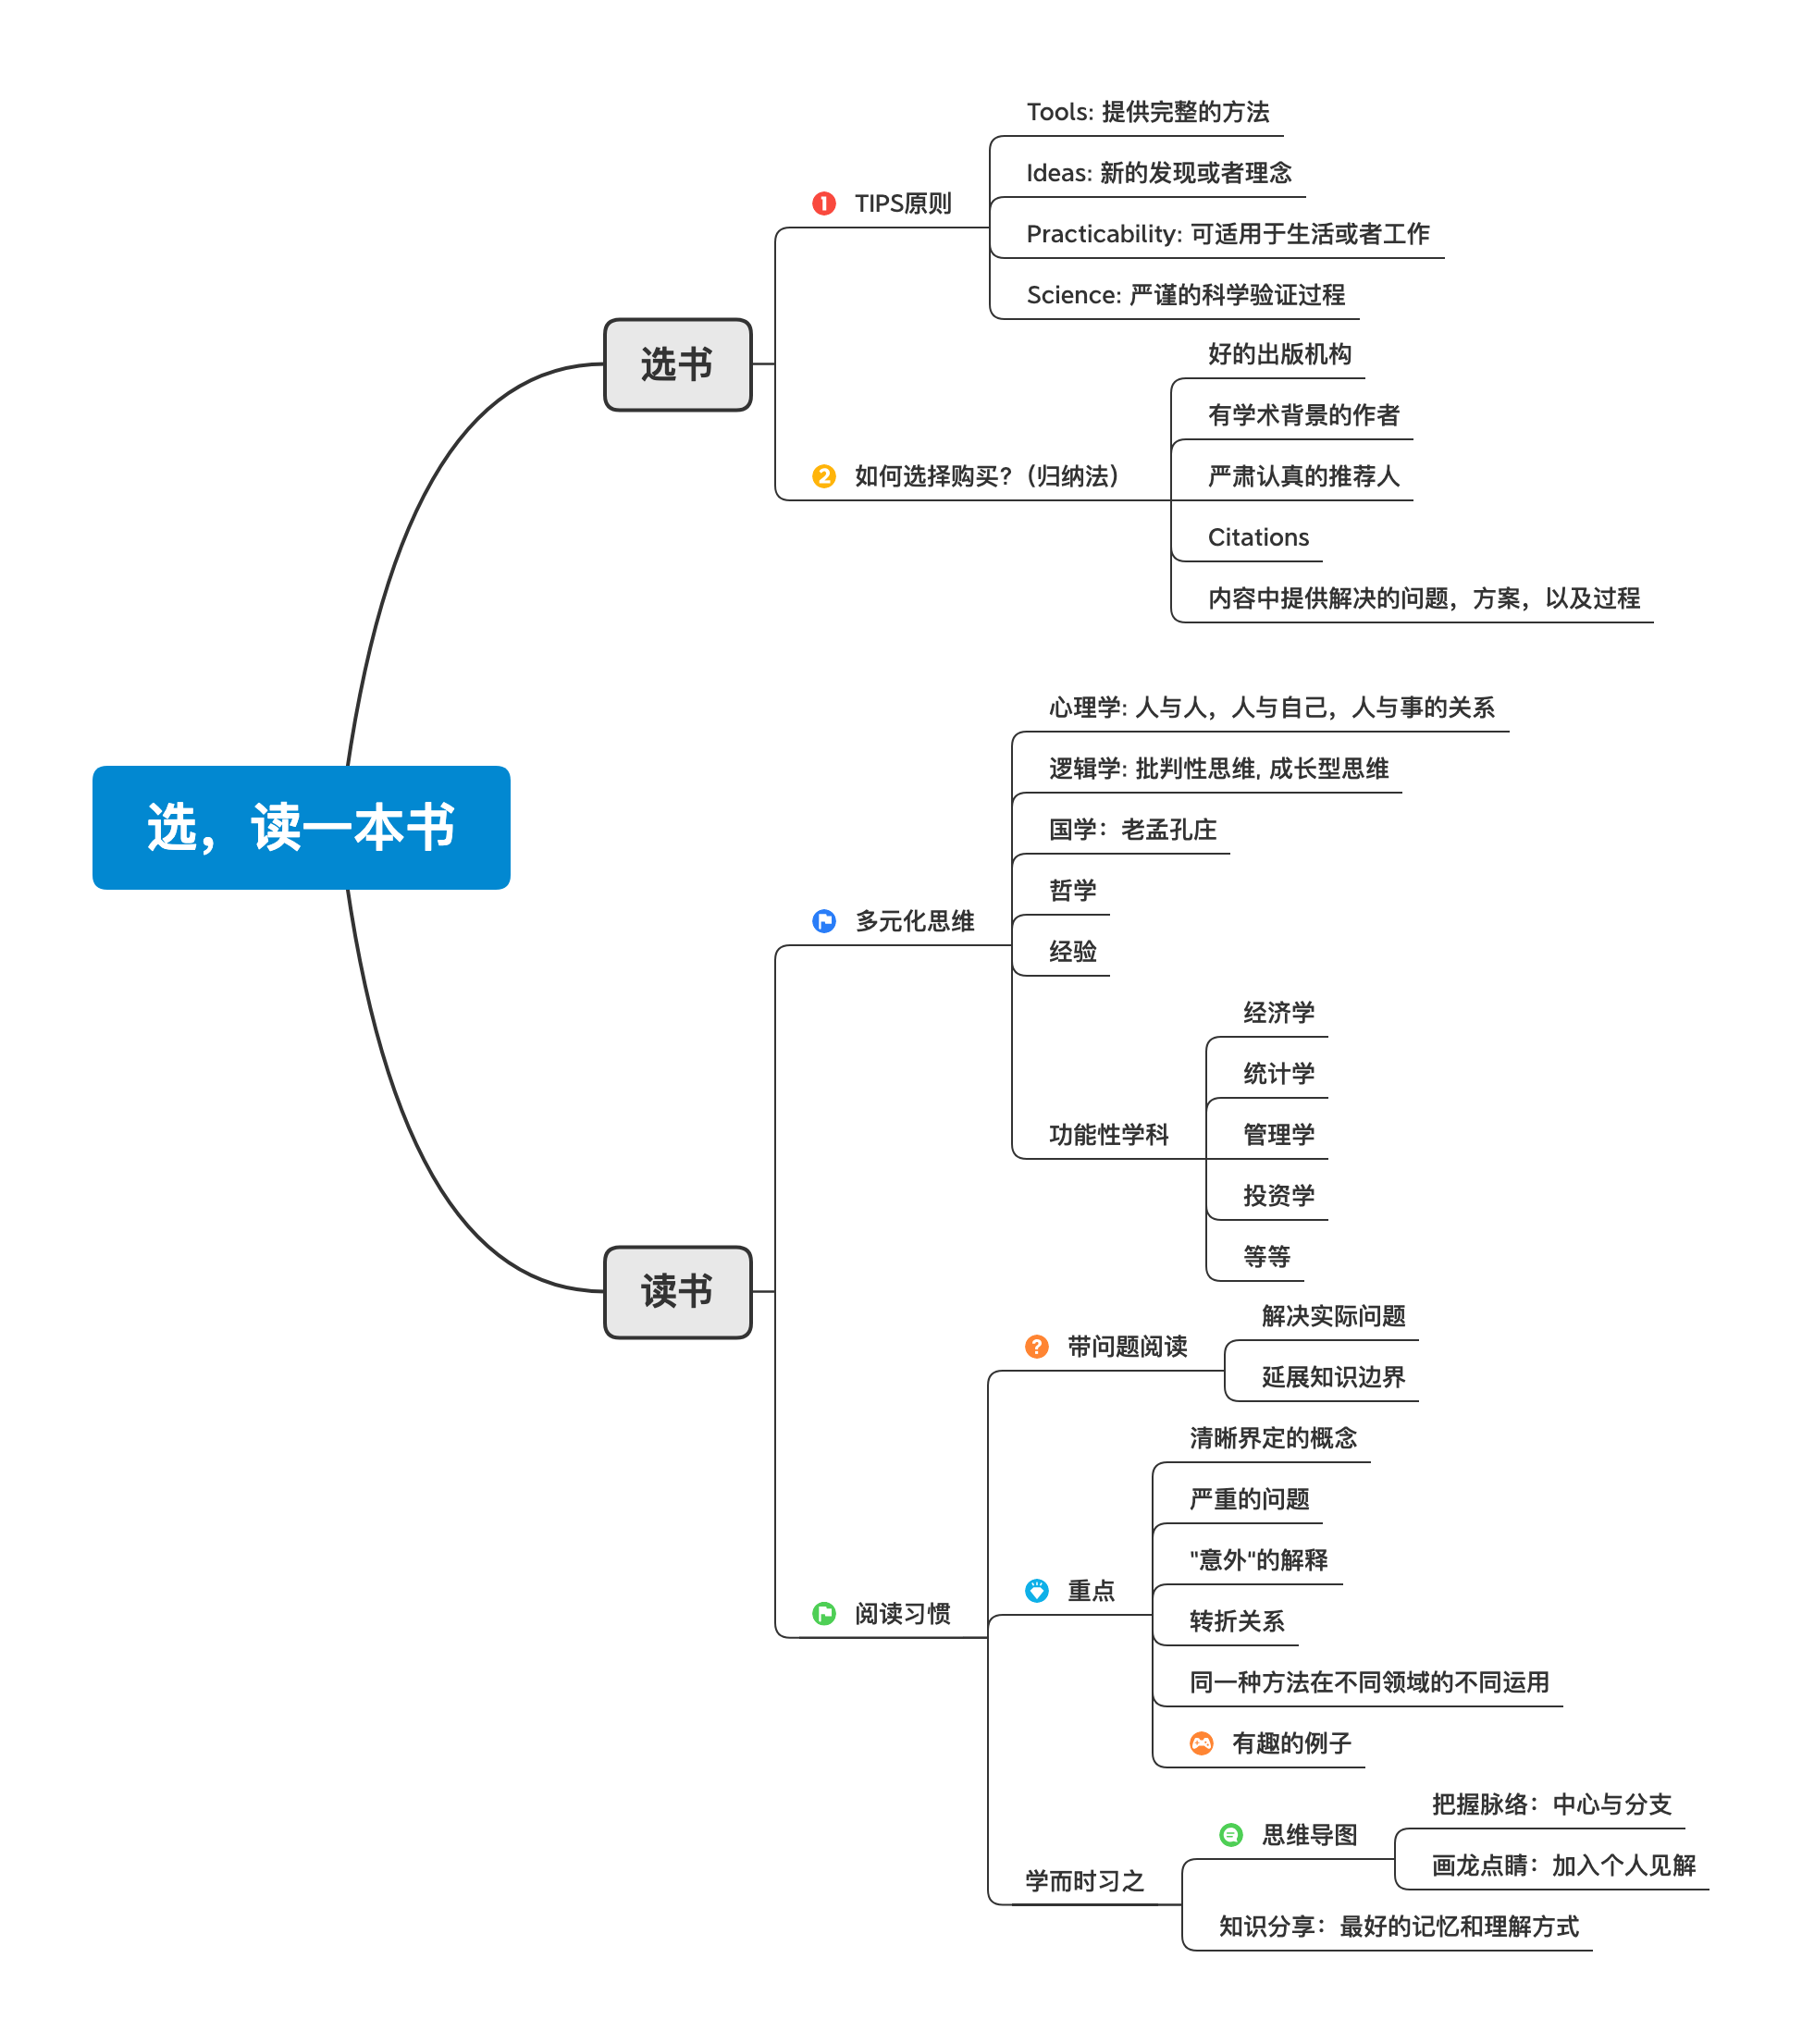 选，读一本书
选书
1 TIPS原则
Tools: 提供完整的方法
Ideas: 新的发现或者理念
Practicability: 可适用于生活或者工作
Science: 严谨的科学验证过程
2 如何选择购买?（归纳法）
好的出版机构
有学术背景的作者
严肃认真的推荐人
Citations
内容中提供解决的问题，方案，以及过程
读书
多元化思维
心理学: 人与人，人与自己，人与事的关系
逻辑学: 批判性思维, 成长型思维
国学：老孟孔庄
哲学
经验
功能性学科
经济学
统计学
管理学
投资学
等等
阅读习惯
? 带问题阅读
解决实际问题
延展知识边界
重点
清晰界定的概念
严重的问题
"意外“的解释
转折关系
同一种方法在不同领域的不同运用
有趣的例子
学而时习之
思维导图
把握脉络：中心与分支
画龙点睛：加入个人见解
知识分享：最好的记忆和理解方式